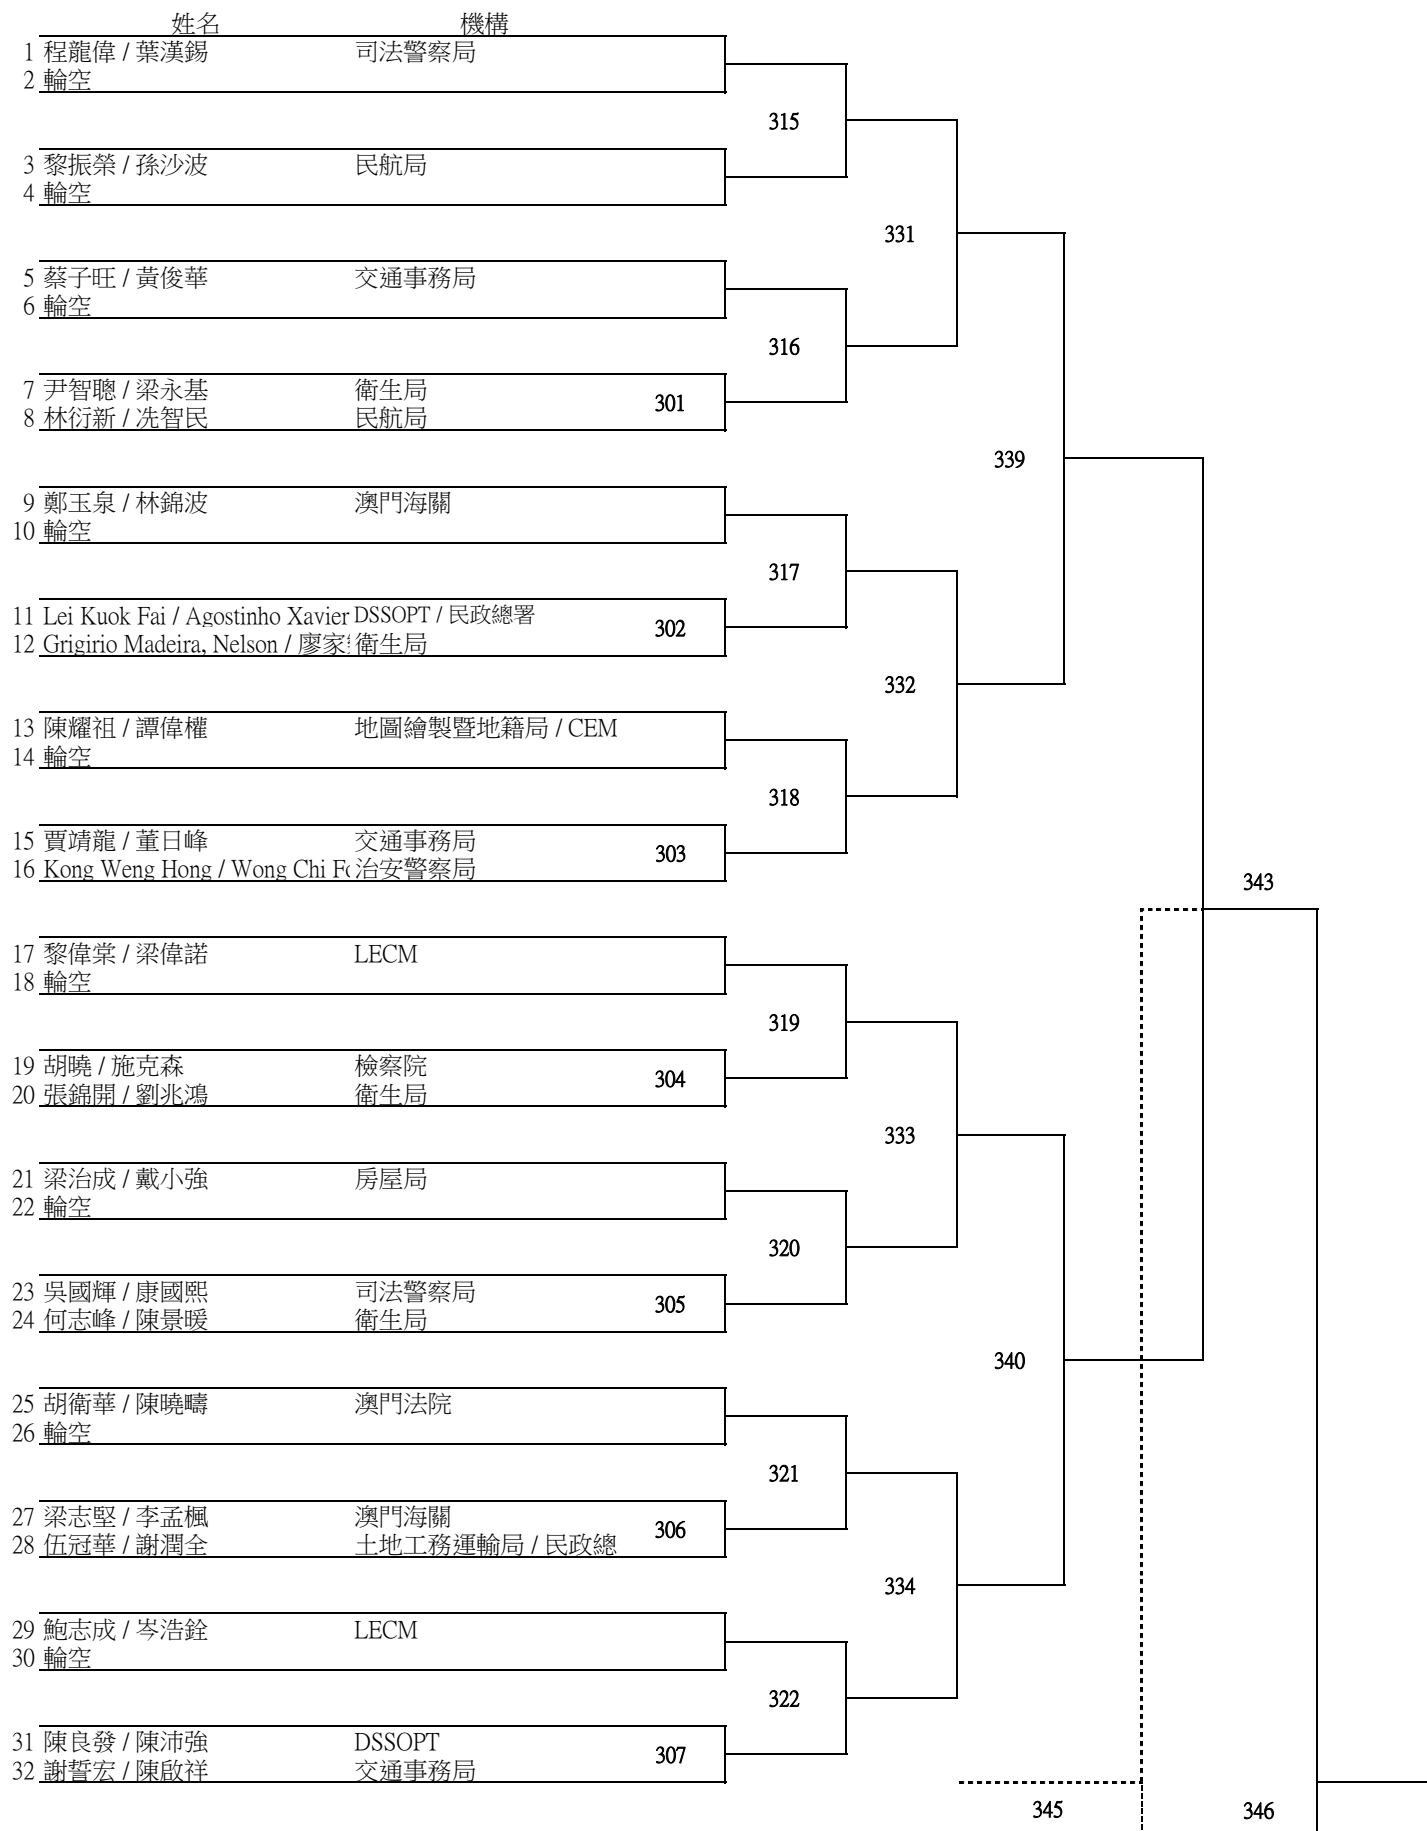 姓名 機構
1 程龍偉 / 葉漢錫 司法警察局
2 輪空
315
3 黎振榮 / 孫沙波 民航局
4 輪空
331
5 蔡子旺 / 黃俊華 交通事務局
6 輪空
316
7 尹智聰 / 梁永基 衛生局
301
8 林衍新 / 冼智民 民航局
339
9 鄭玉泉 / 林錦波 澳門海關
10 輪空
317
11 Lei Kuok Fai / Agostinho Xavier DSSOPT / 民政總署
302
12 Grigirio Madeira, Nelson / 廖家 衛生局
332
13 陳耀祖 / 譚偉權 地圖繪製暨地籍局 / CEM
14 輪空
318
15 賈靖龍 / 董日峰 交通事務局
303
16 Kong Weng Hong / Wong Chi 治安警察局
343
17 黎偉棠 / 梁偉諾 LECM
18 輪空
319
19 胡曉 / 施克森 檢察院
304
20 張錦開 / 劉兆鴻 衛生局
333
21 梁治成 / 戴小強 房屋局
22 輪空
320
23 吳國輝 / 康國熙 司法警察局
305
24 何志峰 / 陳景暖 衛生局
340
25 胡衛華 / 陳曉疇 澳門法院
26 輪空
321
27 梁志堅 / 李孟楓 澳門海關
306
28 伍冠華 / 謝潤全 土地工務運輸局 / 民政總
334
29 鮑志成 / 岑浩銓 LECM
30 輪空
322
31 陳良發 / 陳沛強 DSSOPT
307
32 謝誓宏 / 陳啟祥 交通事務局
345 346